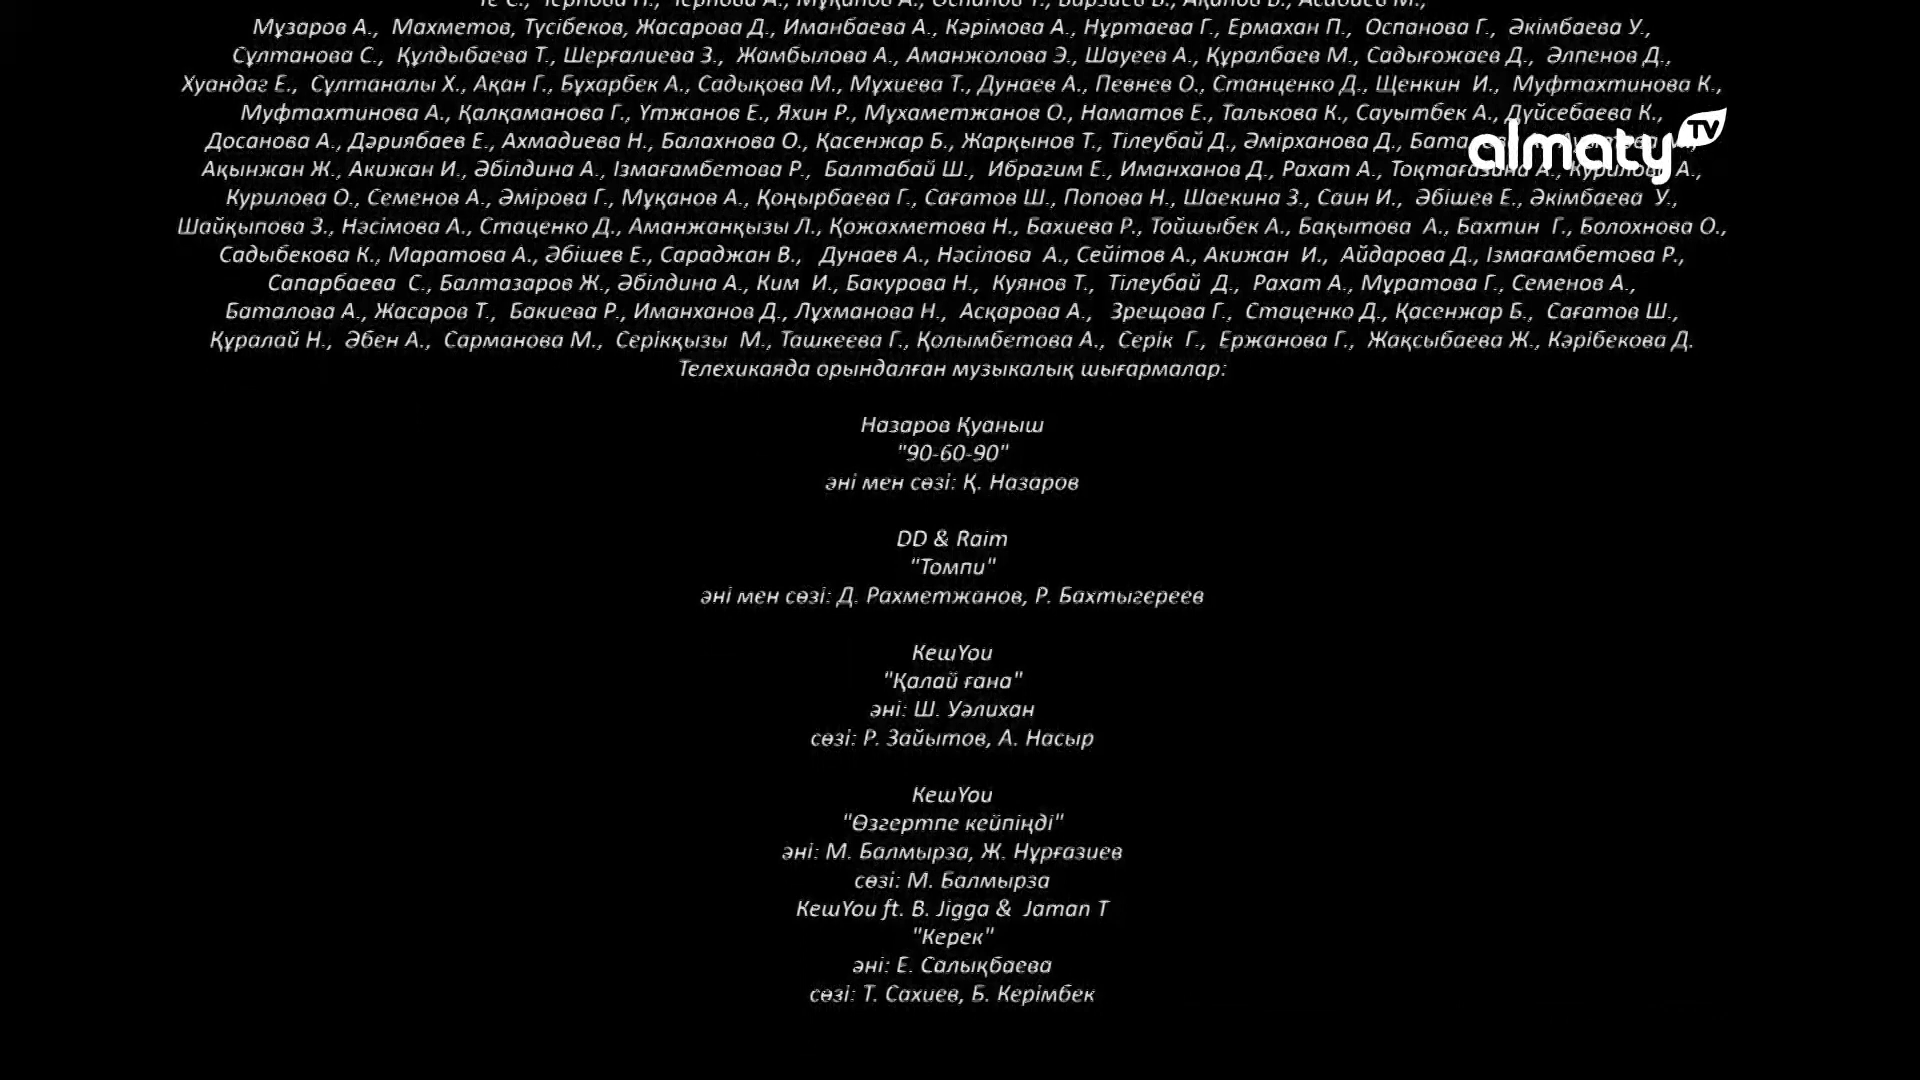 Мұзаров А., Махметов, Түсібеков, Жасарова Д., Иманбаева А., Кәрімова А., Нұртаева Г., Ермахан П., Оспанова Г., Әкімбаева У.,
Сұлтанова С., Құлдыбаева Т., Шерғалиева З., Жамбылова А., Аманжолова Э., Шауеев А., Құралбаев М., Садығожаев Д., Әлпенов Д.,
Хуандаг Е., Сұлтаналы Х., Ақан Г., Бұхарбек А., Садықова М., Мұхиева Т., Дунаев А., Певнев О., Станценко Д., Щенкин И., Муфтахтинова К.,
Муфтахтинова А., Қалқаманова Г., Үтжанов Е., Яхин Р., Мұхаметжанов О., Наматов Е., Талькова К., Сауытбек А., Дүйсебаева К.,
almaty TV
Досанова А., Дәриябаев Е., Ахмадиева Н., Балахнова О., Қасенжар Б., Жарқынов Т., Тілеубай Д., Әмірханова Д.,
Ақынжан Ж., Акижан И., Әбілдина А., Ізмағамбетова Р., Балтабай Ш., Ибрагим Е., Иманханов Д., Рахат А., Тоқтағазина А., Курилова А.,
Курилова О., Семенов А., Әмірова Г., Мұқанов А., Қоңырбаева Г., Сағатов Ш., Попова Н., Шаекина З., Саин И., Әбішев Е., Әкімбаева У.,
Шайқыпова З., Нәсімова А., Стаценко Д., Аманжанқызы Л., Қожахметова Н., Бахиева Р., Тойшыбек А., Бақытова А., Бахтин Г., Болохнова О.,
Садыбекова К., Маратова А., Әбішев Е., Сараджан В., Дунаев А., Нәсілова А., Сейітов А., Акижан И., Айдарова Д., Ізмағамбетова Р.,
Сапарбаева С., Балтазаров Ж., Әбілдина А., Ким И., Бакурова Н., Куянов Т., Тілеубай Д., Рахат А., Мұратова Г., Семенов А.,
Баталова А., Жасаров Т., Бакиева Р., Иманханов Д., Лұхманова Н., Асқарова А., Зрещова Г., Стаценко Д., Қасенжар Б., Сағатов Ш.,
Құралай Н., Әбен А., Сарманова М., Серікқызы М., Ташкеева Г., Қолымбетова А., Серік Г., Ержанова Г., Жақсыбаева Ж., Кәрібекова Д.
Телехикаяда орындалған музыкалық шығармалар:
Назаров Қуаныш
"90-60-90"
әні мен сөзі: Қ. Назаров
DD & Raim
"Томпи"
әні мен сөзі: Д. Рахметжанов, Р. Бахтыгереев
КешYou
"Қалай ғана"
әні: Ш. Уәлихан
сөзі: Р. Зайытов, А. Насыр
КешYou
"Өзгертпе кейпіңді"
әні: М. Балмырза, Ж. Нұрғазиев
сөзі: М. Балмырза
КешYou ft. B. Jigga & Jaman T
"Керек"
әні: Е. Салықбаева
сөзі: Т. Сахиев, Б. Керімбек